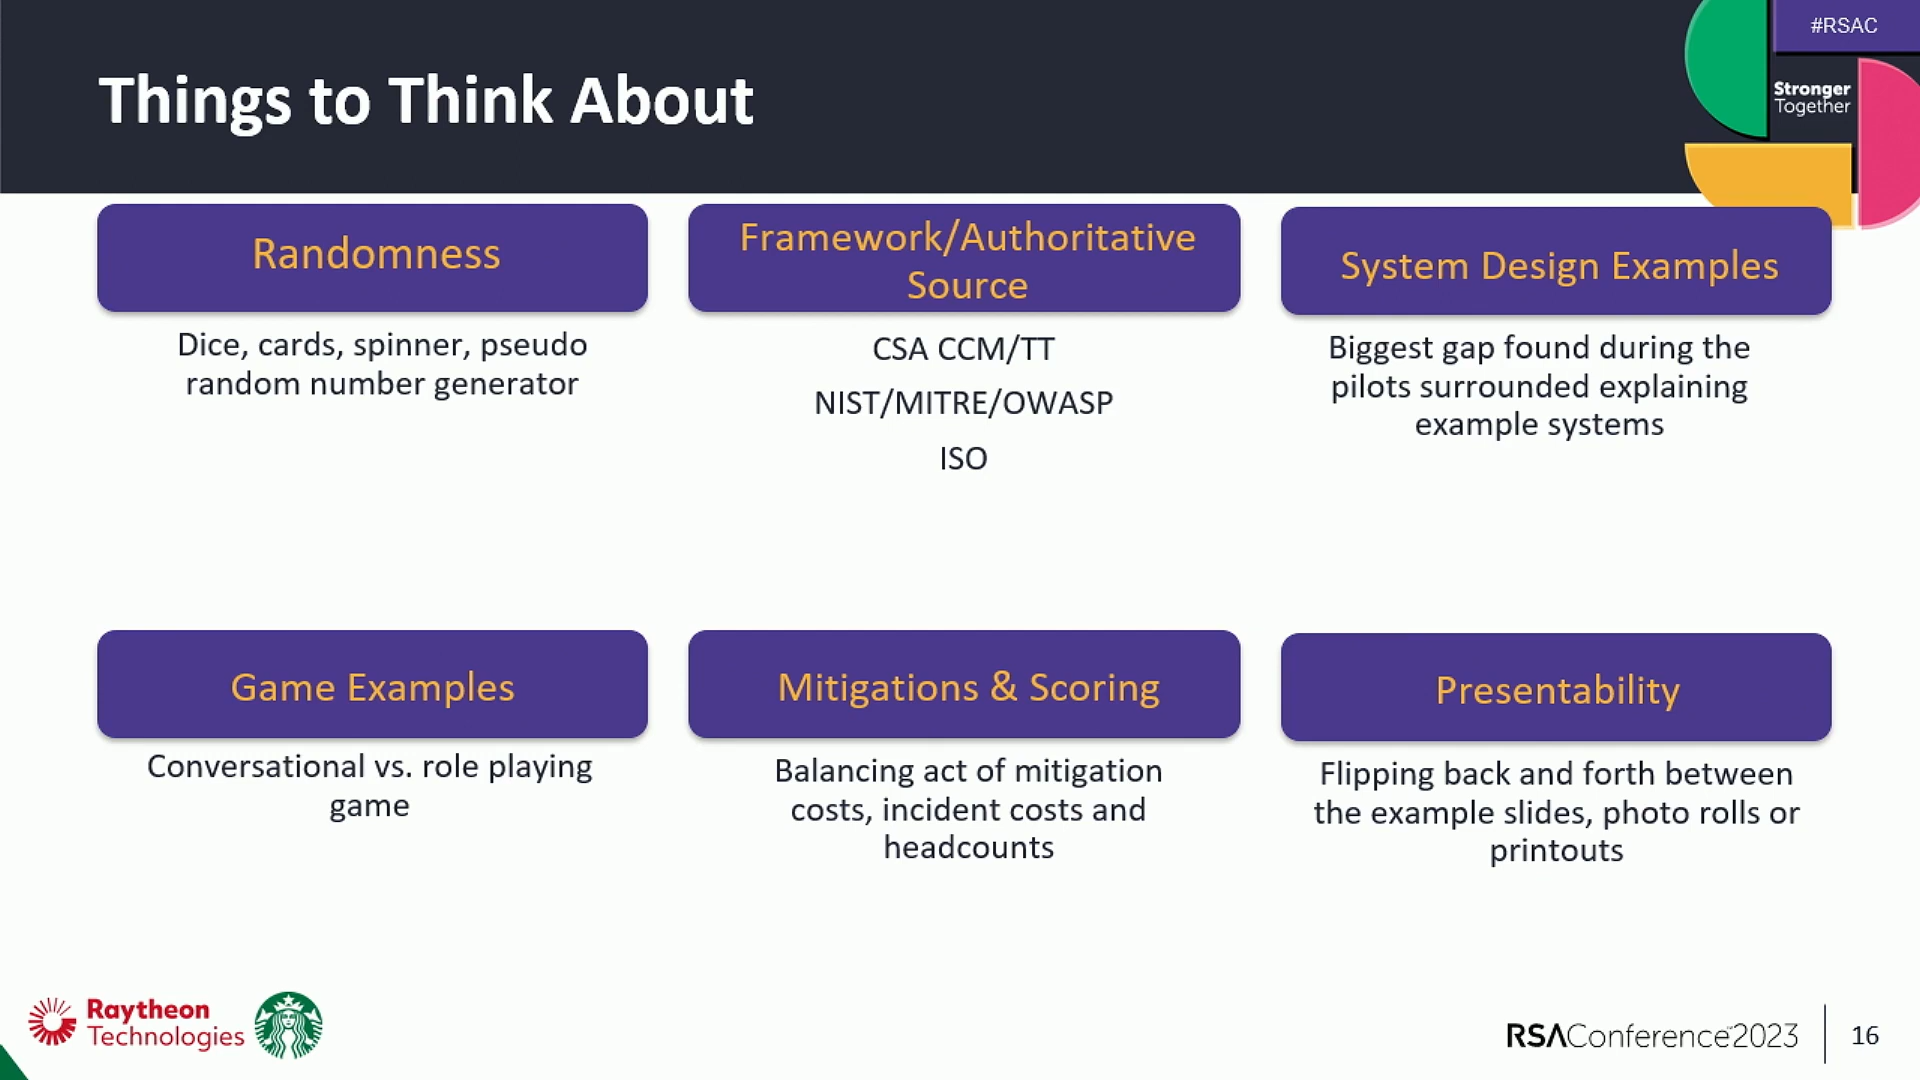 #RSAC
Things to Think About
Stronger
Together
Randomness
Dice, cards, spinner, pseudo
random number generator
Framework/Authoritative
Source
CSA CCM/TT
NIST/MITRE/OWASP
ISO
System Design Examples
Biggest gap found during the
pilots surrounded explaining
example systems
Game Examples
Conversational vs. role playing
game
Mitigations & Scoring
Balancing act of mitigation
costs, incident costs and
headcounts
Presentability
Flipping back and forth between
the example slides, photo rolls or
printouts
Raytheon
Technologies
RSAConference™2023
16